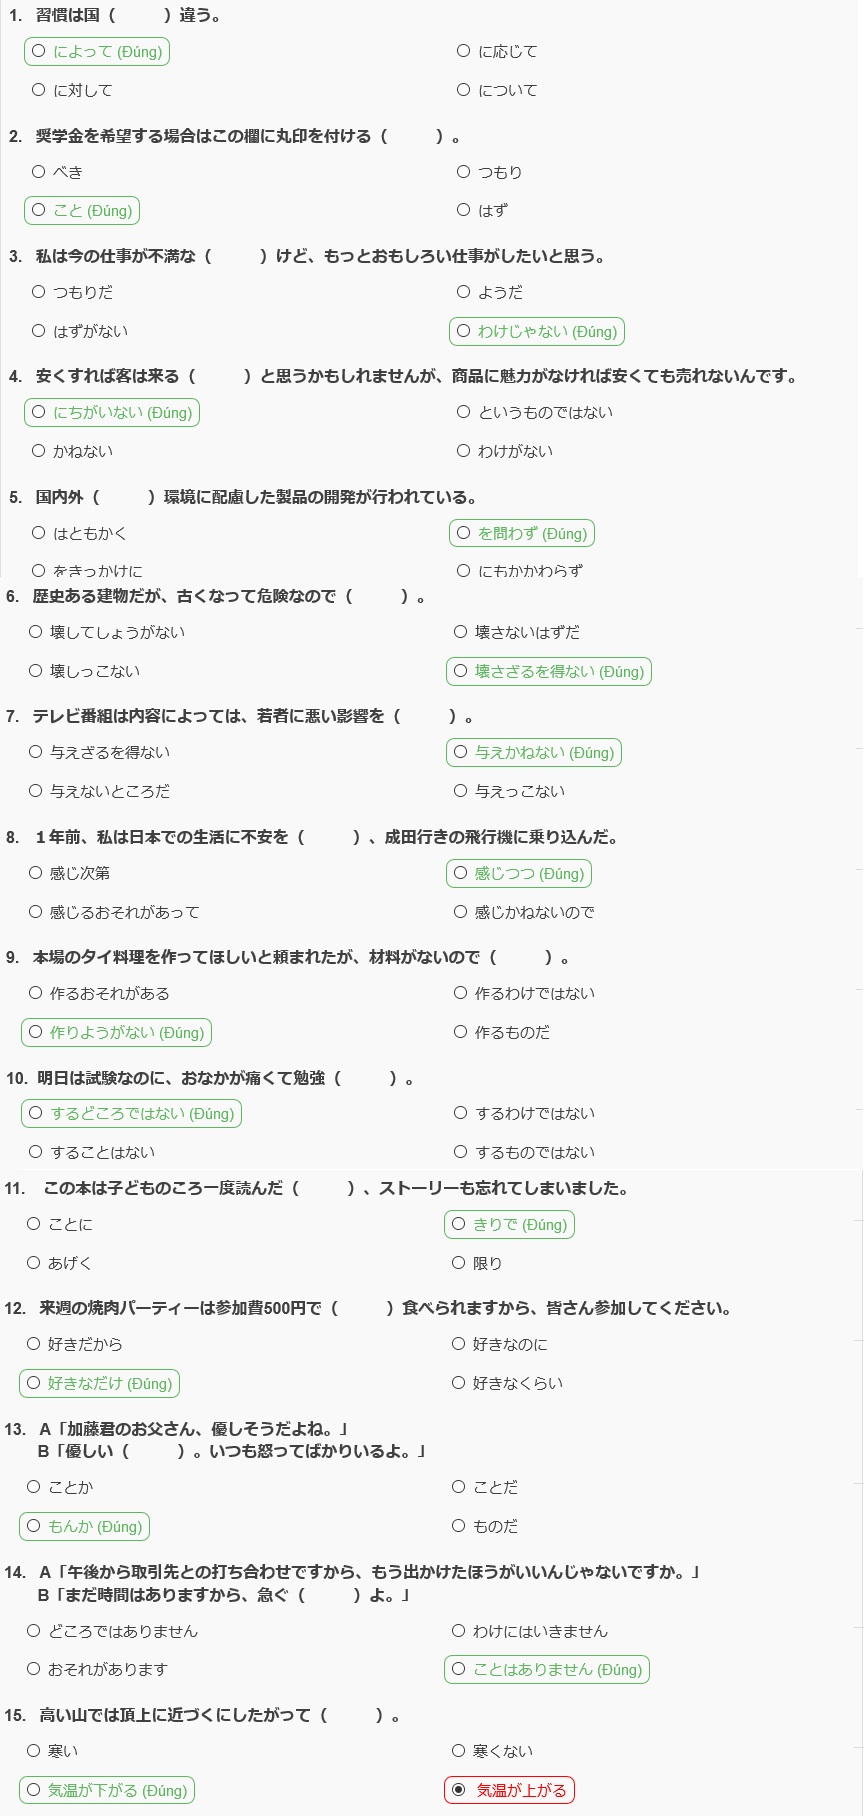 1. 習慣は国（　　　）違う。
によって (Đúng)
に応じて
に対して
について
2. 奨学金を希望する場合はこの欄に丸印を付ける（　　　）。
べき
つもり
こと (Đúng)
はず
3. 私は今の仕事が不満な（　　　）けど、もっとおもしろい仕事がしたいと思う。
つもりだ
ようだ
はずがない
わけじゃない (Đúng)
4. 安くすれば客は来る（　　　）と思うかもしれませんが、商品に魅力がなければ安くても売れないんです。
にちがいない (Đúng)
というものではない
かねない
わけがない
5. 国内外（　　　）環境に配慮した製品の開発が行われている。
はともかく
を問わず (Đúng)
をきっかけに
にもかかわらず
6. 歴史ある建物だが、古くなって危険なので（　　　）。
壊してしょうがない
壊さないはずだ
壊しっこない
壊さざるを得ない (Đúng)
7. テレビ番組は内容によっては、若者に悪い影響を（　　　）。
与えざるを得ない
与えかねない (Đúng)
与えないところだ
与えっこない
8. １年前、私は日本での生活に不安を（　　　）、成田行きの飛行機に乗り込んだ。
感じ次第
感じつつ (Đúng)
感じるおそれがあって
感じかねないので
9. 本場のタイ料理を作ってほしいと頼まれたが、材料がないので（　　　）。
作るおそれがある
作るわけではない
作りようがない (Đúng)
作るものだ
10. 明日は試験なのに、おなかが痛くて勉強（　　　）。
するどころではない (Đúng)
するわけではない
することはない
するものではない
11. この本は子どものころ一度読んだ（　　　）、ストーリーも忘れてしまいました。
ことに
きりで (Đúng)
あげく
限り
12. 来週の焼肉パーティーは参加費500円で（　　　）食べられますから、皆さん参加してください。
好きだから
好きなのに
好きなだけ (Đúng)
好きなくらい
13. A「加藤君のお父さん、優しそうだよね。」
B「優しい（　　　）。いつも怒ってばかりいるよ。」
ことか
ことだ
もんか (Đúng)
ものだ
14. A「午後から取引先との打ち合わせですから、もう出かけたほうがいいんじゃないですか。」
B「まだ時間はありますから、急ぐ（　　　）よ。」
どころではありません
わけにはいきません
おそれがあります
ことはありません (Đúng)
15. 高い山では頂上に近づくにしたがって（　　　）。
寒い
寒くない
気温が下がる (Đúng)
気温が上がる